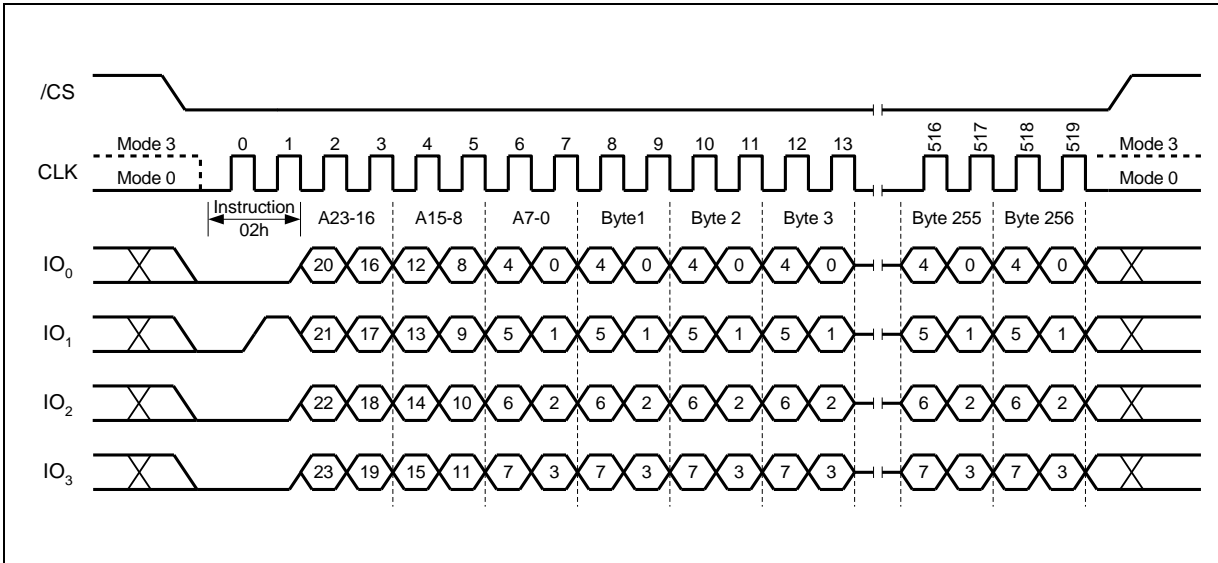 /CS
Mode 3 0 1 2 3 4 5 6 7 8 9 10 11 12 13 516 517 518 519 Mode 3
CLK
Mode 0 Mode 0
Instruction
02h A23-16 A15-8 A7-0 Byte1 Byte 2 Byte 3 Byte 255 Byte 256
IO0 20 16 12 8 4 0 4 0 4 0 4 0 4 0 4 0
IO1 21 17 13 9 5 1 5 1 5 1 5 1 5 1 5 1
IO2 22 18 14 10 6 2 6 2 6 2 6 2 6 2 6 2
IO3 23 19 15 11 7 3 7 3 7 3 7 3 7 3 7 3